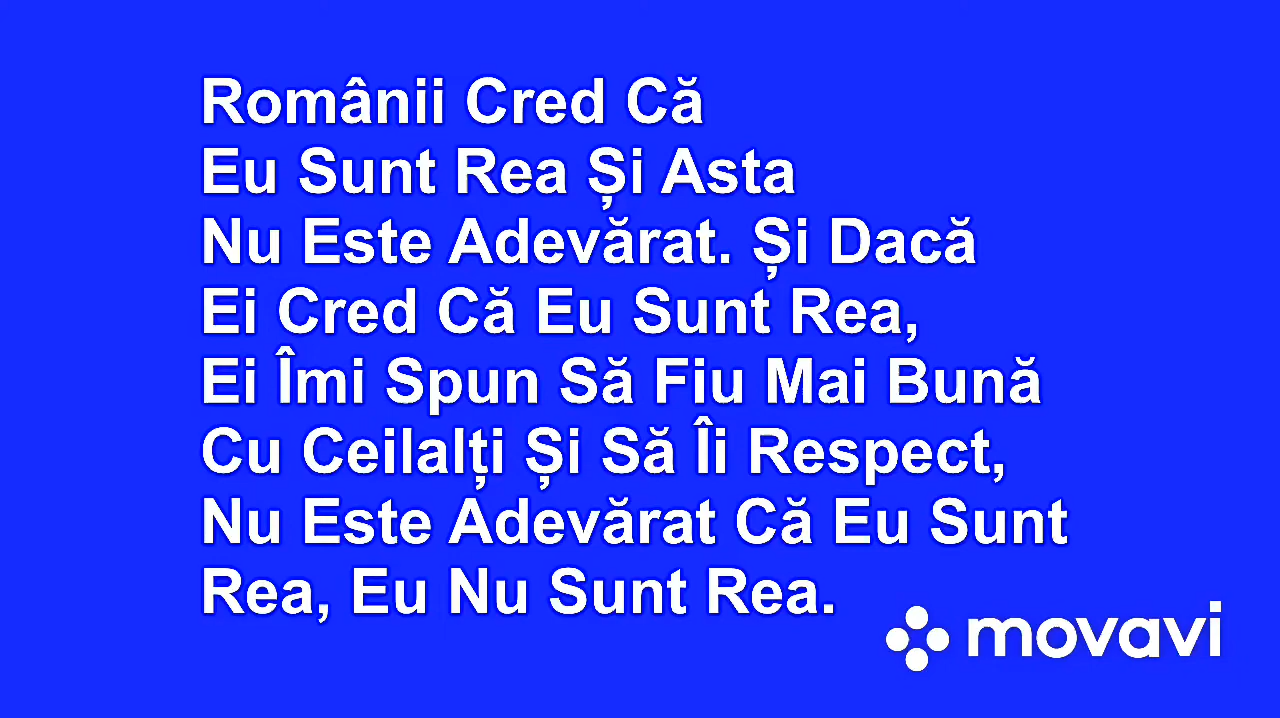 Românii Cred Că
Eu Sunt Rea Și Asta
Nu Este Adevărat. Și Dacă
Ei Cred Că Eu Sunt Rea,
Ei Îmi Spun Să Fiu Mai Bună
Cu Ceilalți Și Să Îi Respect,
Nu Este Adevărat Că Eu Sunt
Rea, Eu Nu Sunt Rea.
movavi